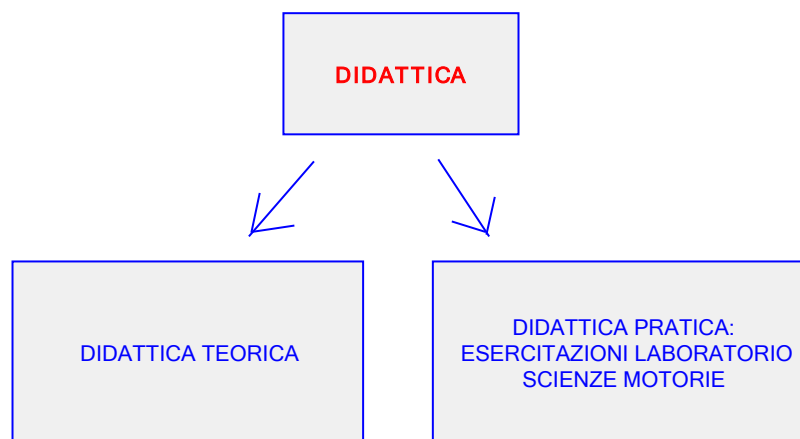 DIDATTICA
DIDATTICA TEORICA
DIDATTICA PRATICA:
ESERCITAZIONI LABORATORIO
SCIENZE MOTORIE